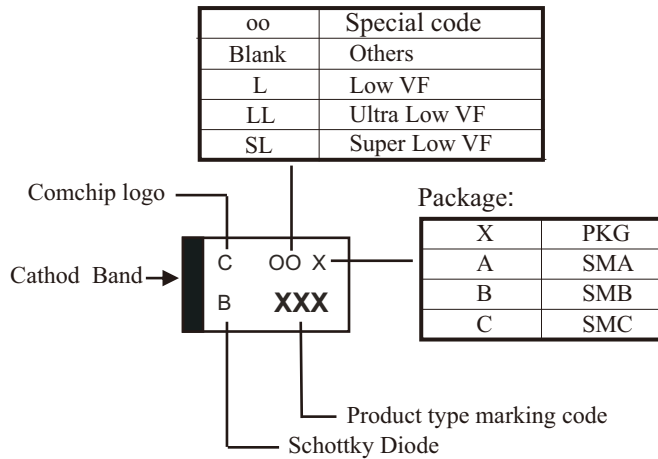 oo Special code
Blank Others
L Low VF
LL Ultra Low VF
SL Super Low VF
Comchip logo
Package:
X PKG
A SMA
B SMB
C SMC
Cathod Band
C OO X
B XXX
Product type marking code
Schottky Diode